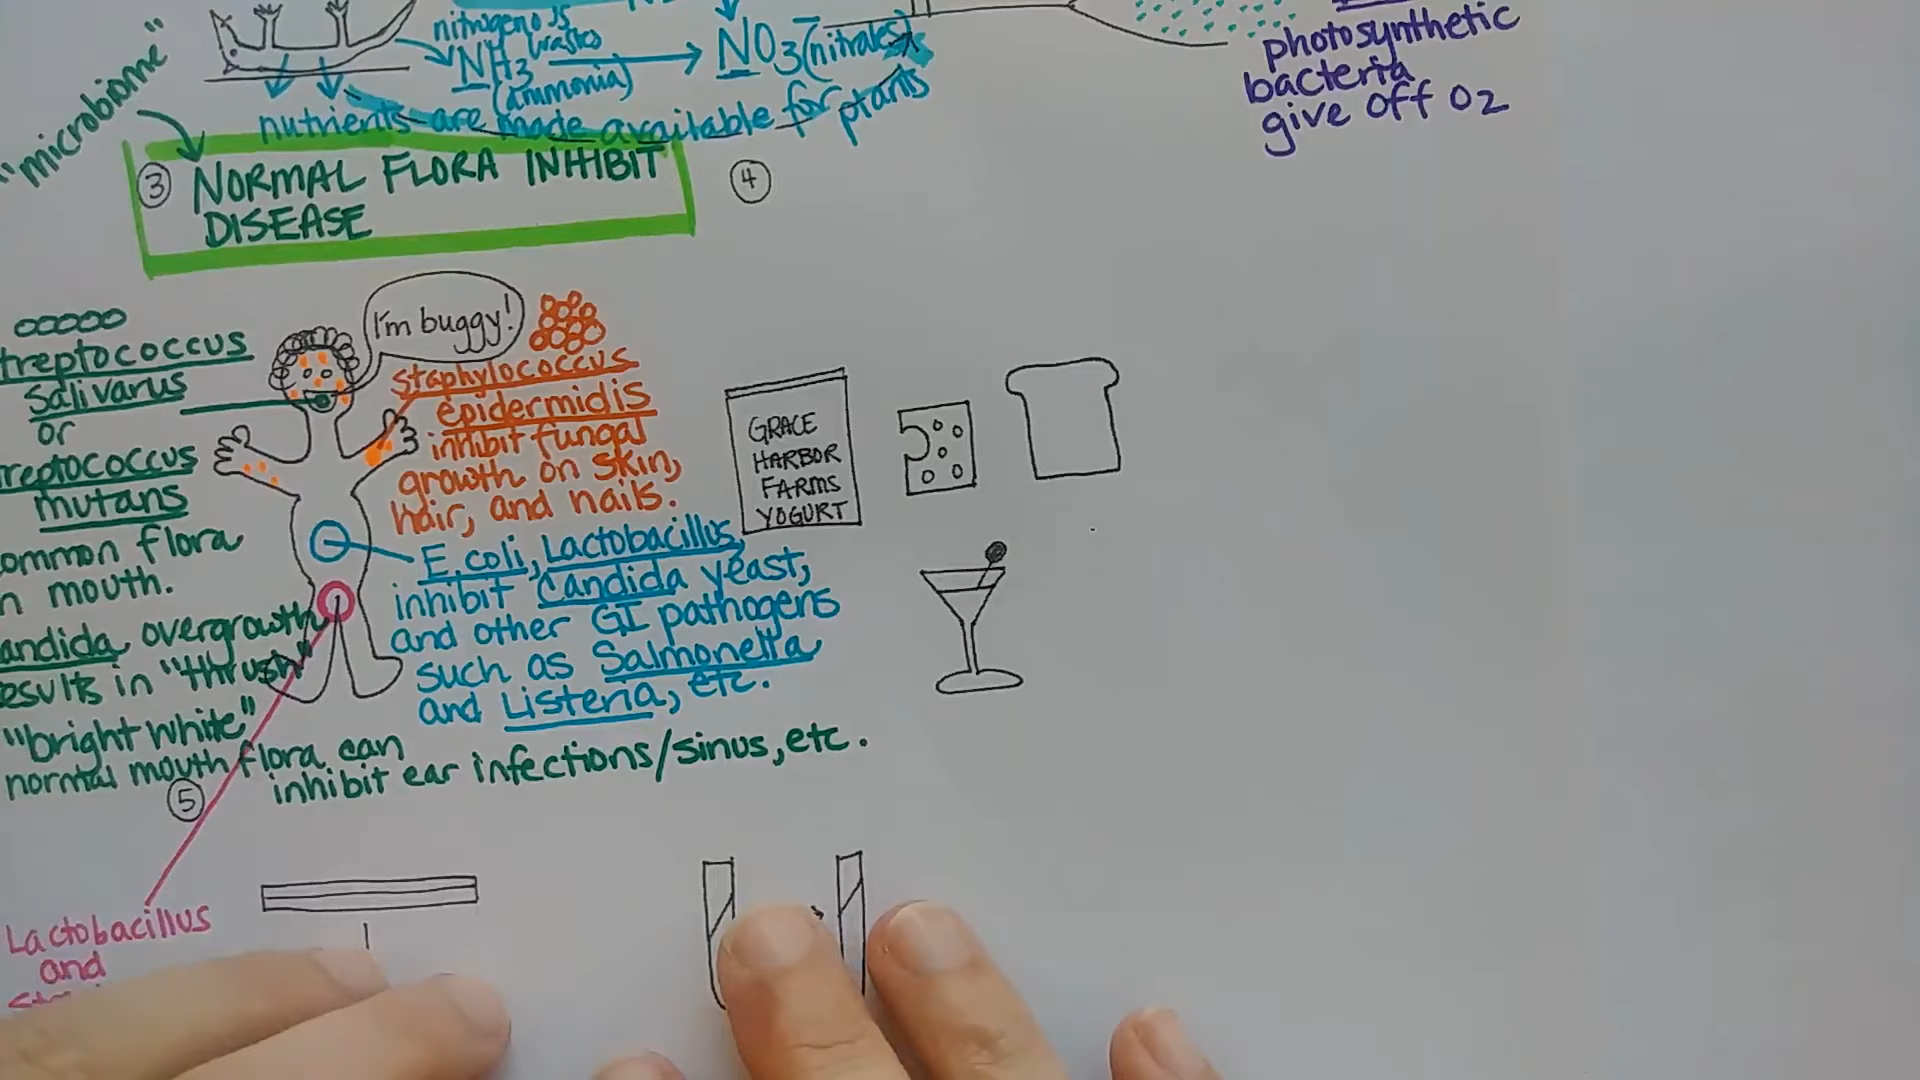 "microbiome"
nitrogenous
wastes
NH3
(ammonia)
NO3 (nitrates)
nutrients are made available for plants
photosynthetic
bacteria
give off O2
③ NORMAL FLORA INHIBIT
DISEASE
④
I'm buggy!
treptococcus
salivarus
or
reptococcus
mutans
ommon flora
n mouth.
andida overgrowth
esults in "thrush"
"bright white"
normal mouth flora can
inhibit ear infections/sinus, etc.
staphylococcus
epidermidis
inhibit fungal
growth on skin,
hair, and nails.
E. coli, Lactobacillus,
inhibit Candida yeast,
and other GI pathogens
such as Salmonella
and Listeria, etc.
GRACE
HARBOR
FARMS
YOGURT
⑤
Lactobacillus
and